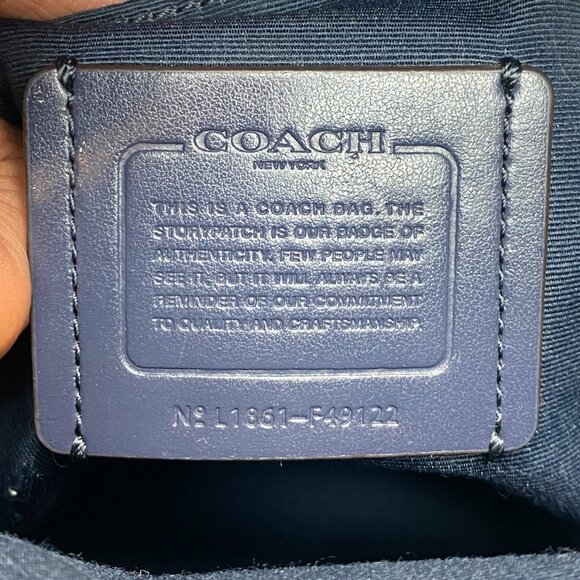 COACH
NEW YORK
THIS IS A COACH BAG. THE
STORYPATCH IS OUR BADGE OF
AUTHENTICITY. FEW PEOPLE MAY
SEE IT, BUT IT WILL ALWAYS BE A
REMINDER OF OUR COMMITMENT
TO QUALITY AND CRAFTSMANSHIP.
Nº L1861-F49122